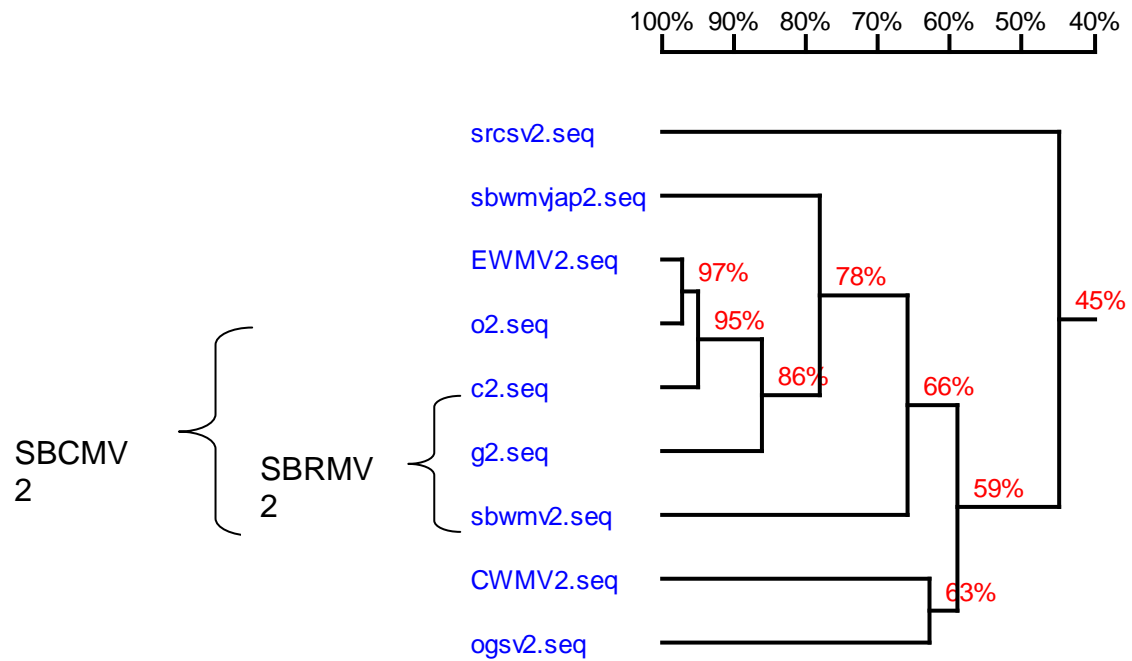 100% 90% 80% 70% 60% 50% 40%
srcsv2.seq
sbwmvjap2.seq
EWMV2.seq
97%
78%
45%
o2.seq
95%
c2.seq
86%
66%
SBCMV
2
SBRMV
2
g2.seq
59%
sbwmv2.seq
CWMV2.seq
63%
ogsv2.seq